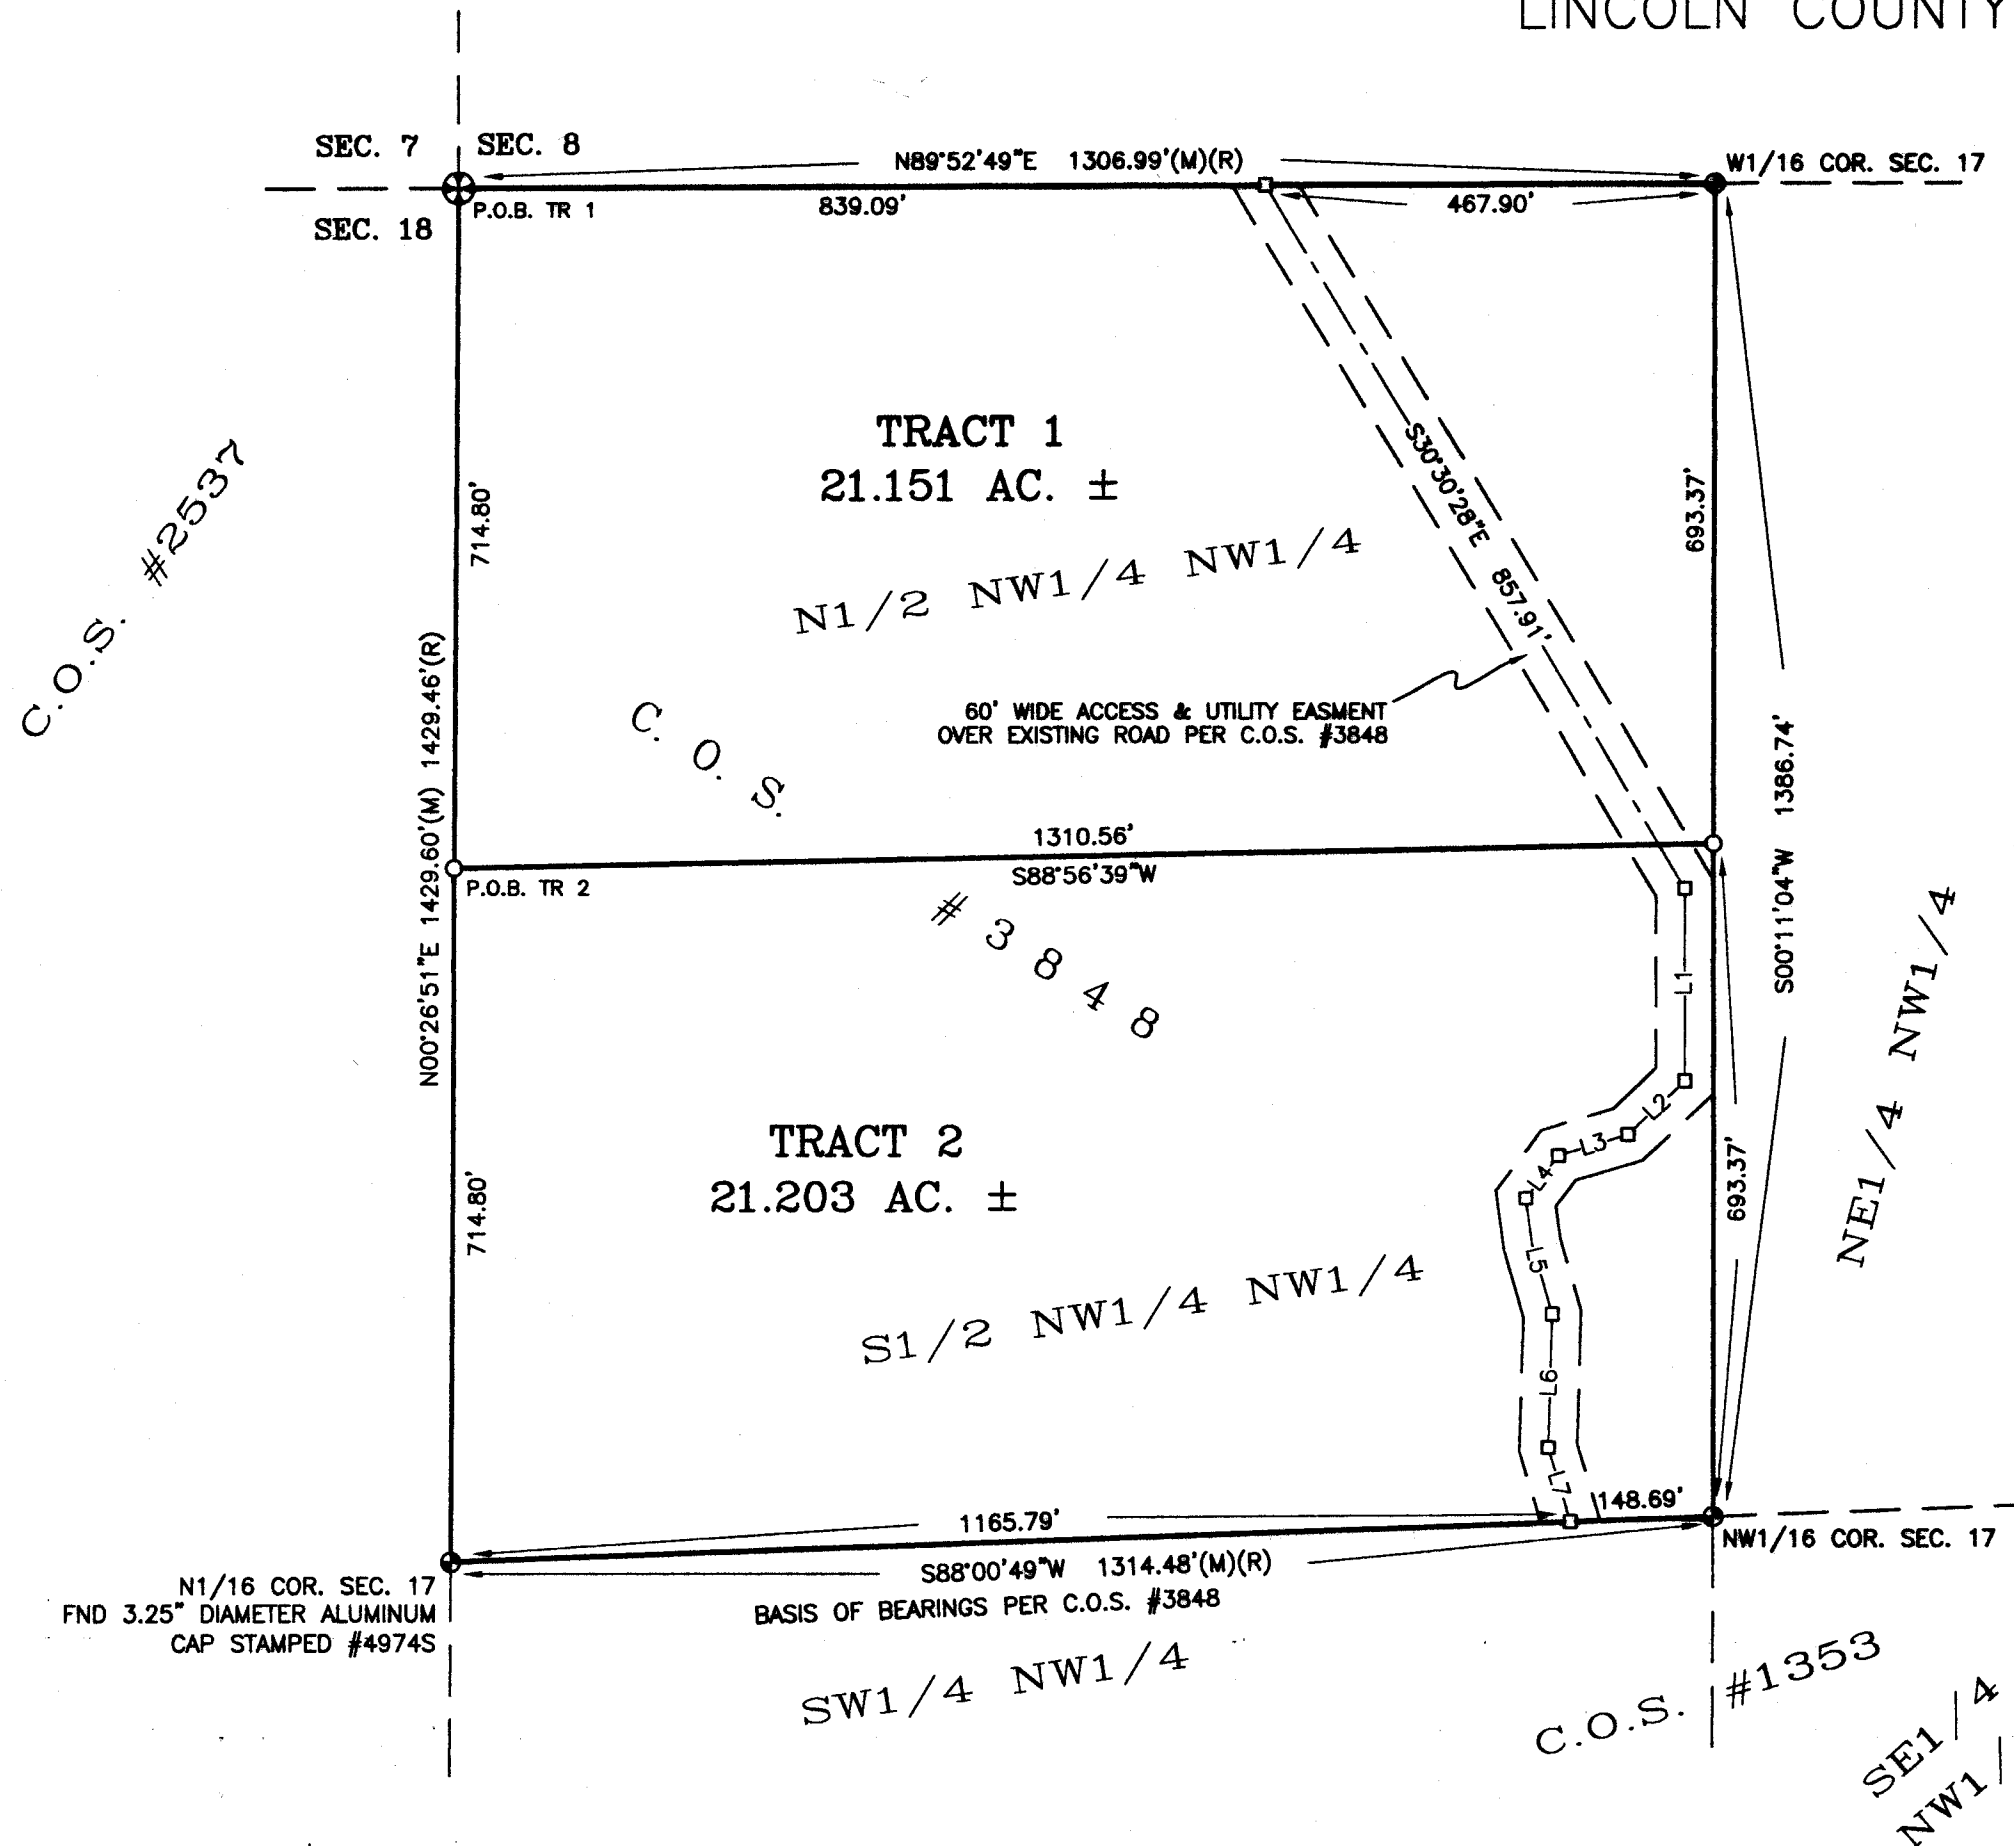 LINCOLN COUNTY
SEC. 7
SEC. 8
N89°52'49"E 1306.99'(M)(R)
W1/16 COR. SEC. 17
P.O.B. TR 1
839.09'
467.90'
SEC. 18
TRACT 1
21.151 AC. ±
C.O.S. #2537
714.80'
S30°30'28"E 857.91'
693.37'
N1/2 NW1/4 NW1/4
N00°26'51"E 1429.60'(M) 1429.46'(R)
60' WIDE ACCESS & UTILITY EASMENT
OVER EXISTING ROAD PER C.O.S. #3848
C. O. S.
# 3 8 4 8
S00°11'04"W 1386.74'
1310.56'
S88°56'39"W
P.O.B. TR 2
L1
NE1/4 NW1/4
L2
L3
L4
TRACT 2
21.203 AC. ±
714.80'
693.37'
L5
S1/2 NW1/4 NW1/4
L6
L7
148.69'
1165.79'
NW1/16 COR. SEC. 17
S88°00'49"W 1314.48'(M)(R)
BASIS OF BEARINGS PER C.O.S. #3848
N1/16 COR. SEC. 17
FND 3.25" DIAMETER ALUMINUM
CAP STAMPED #4974S
SW1/4 NW1/4
C.O.S. #1353
SE1/4
NW1/